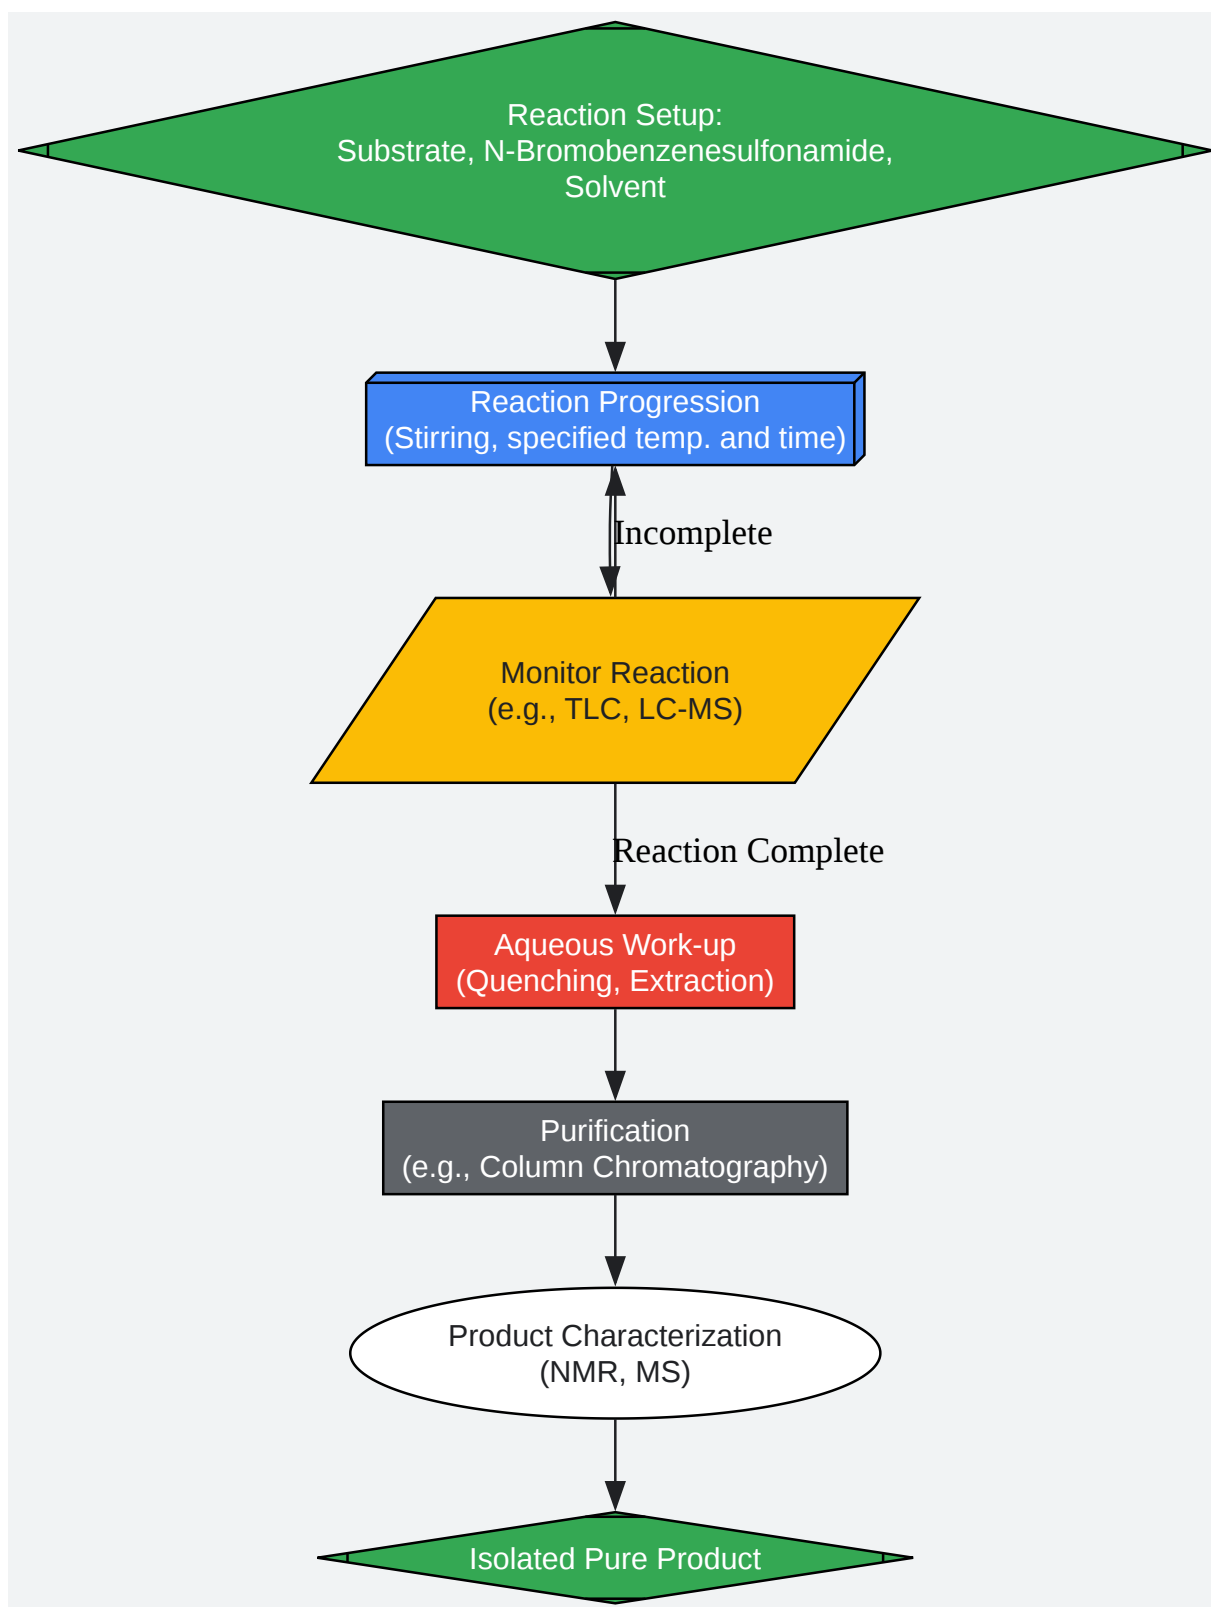 Reaction Setup:
Substrate, N-Bromobenzenesulfonamide,
Solvent
Reaction Progression
(Stirring, specified temp. and time)
Incomplete
Monitor Reaction
(e.g., TLC, LC-MS)
Reaction Complete
Aqueous Work-up
(Quenching, Extraction)
Purification
(e.g., Column Chromatography)
Product Characterization
(NMR, MS)
Isolated Pure Product